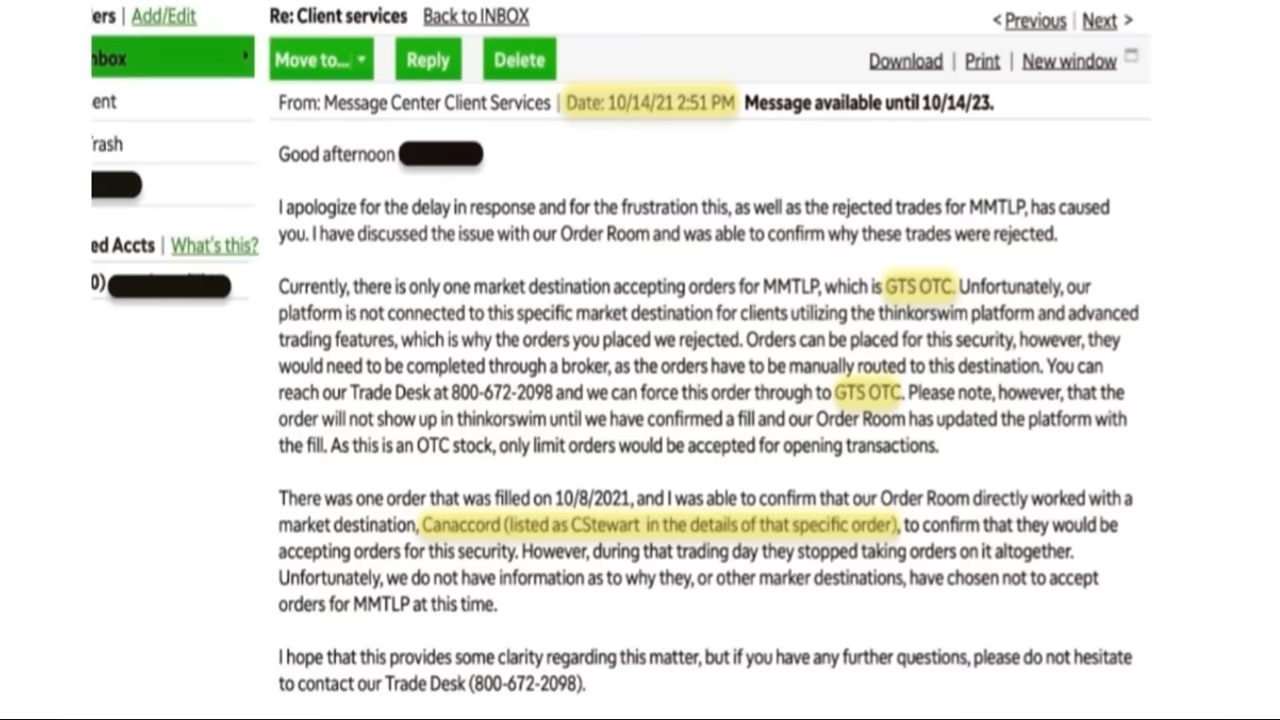 ers | Add/Edit
Re: Client services Back to INBOX
< Previous | Next >
nbox
Move to... Reply Delete
Download | Print | New window
ent
From: Message Center Client Services | Date: 10/14/21 2:51 PM Message available until 10/14/23.
rash
Good afternoon
I apologize for the delay in response and for the frustration this, as well as the rejected trades for MMTLP, has caused
you. I have discussed the issue with our Order Room and was able to confirm why these trades were rejected.
ed Accts | What's this?
0)
Currently, there is only one market destination accepting orders for MMTLP, which is GTS OTC. Unfortunately, our
platform is not connected to this specific market destination for clients utilizing the thinkorswim platform and advanced
trading features, which is why the orders you placed we rejected. Orders can be placed for this security, however, they
would need to be completed through a broker, as the orders have to be manually routed to this destination. You can
reach our Trade Desk at 800-672-2098 and we can force this order through to GTS OTC. Please note, however, that the
order will not show up in thinkorswim until we have confirmed a fill and our Order Room has updated the platform with
the fill. As this is an OTC stock, only limit orders would be accepted for opening transactions.
There was one order that was filled on 10/8/2021, and I was able to confirm that our Order Room directly worked with a
market destination, Canaccord (listed as CStewart in the details of that specific order), to confirm that they would be
accepting orders for this security. However, during that trading day they stopped taking orders on it altogether.
Unfortunately, we do not have information as to why they, or other marker destinations, have chosen not to accept
orders for MMTLP at this time.
I hope that this provides some clarity regarding this matter, but if you have any further questions, please do not hesitate
to contact our Trade Desk (800-672-2098).